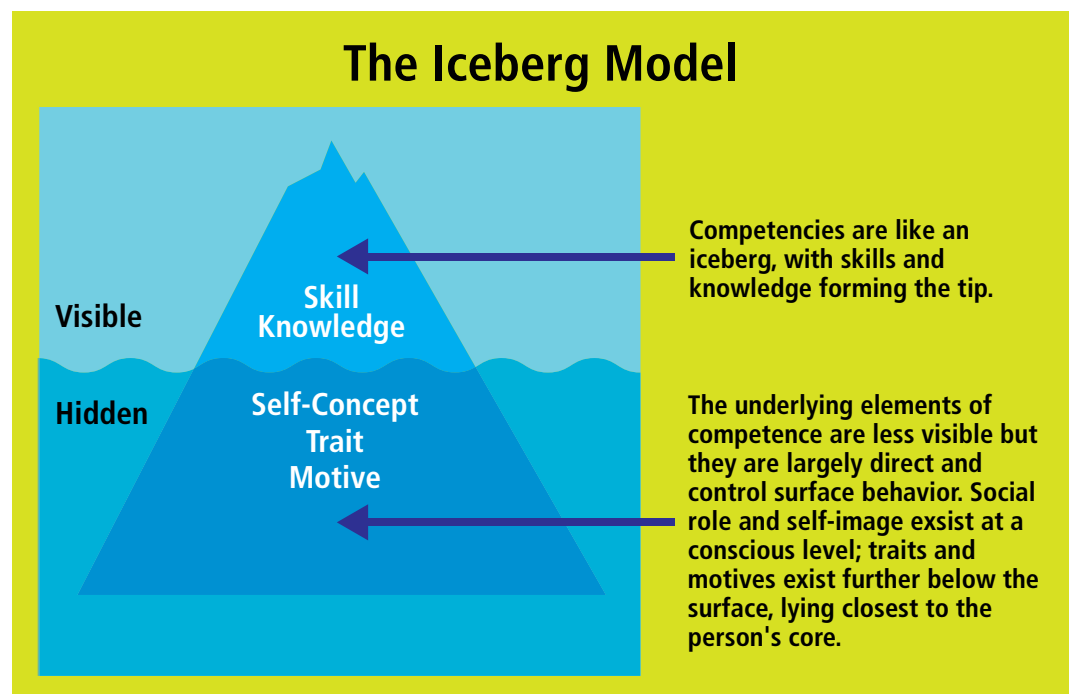 The Iceberg Model
Visible
Skill
Knowledge
Competencies are like an
iceberg, with skills and
knowledge forming the tip.
Hidden
Self-Concept
Trait
Motive
The underlying elements of
competence are less visible but
they are largely direct and
control surface behavior. Social
role and self-image exsist at a
conscious level; traits and
motives exist further below the
surface, lying closest to the
person's core.